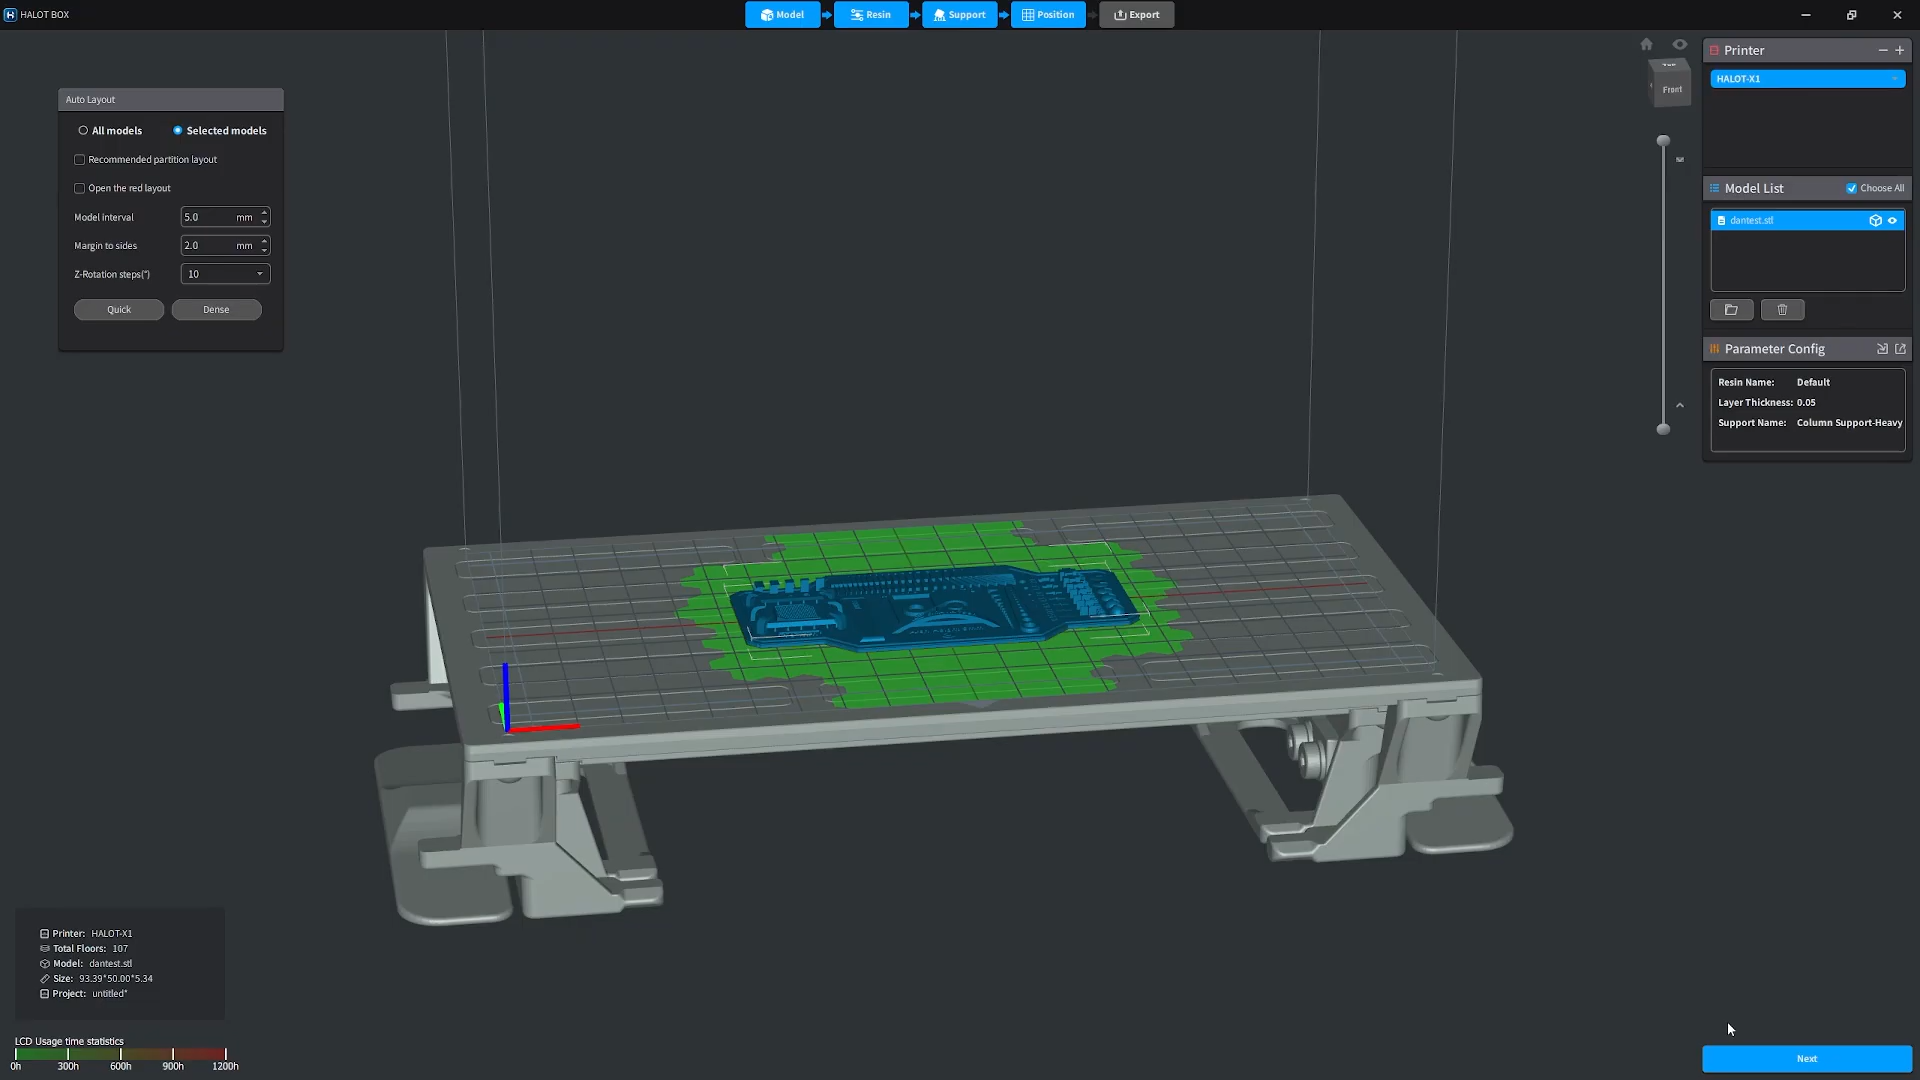 HALOT BOX
Model
Resin
Support
Position
Export
Auto Layout
All models
Selected models
Recommended partition layout
Open the red layout
Model interval
5.0 mm
Margin to sides
2.0 mm
Z-Rotation steps(°)
10
Quick
Dense
Front
Printer
HALOT-X1
Model List
Choose All
dantest.stl
Parameter Config
Resin Name: Default
Layer Thickness: 0.05
Support Name: Column Support-Heavy
Printer: HALOT-X1
Total Floors: 107
Model: dantest.stl
Size: 93.39*50.00*5.34
Project: untitled*
LCD Usage time statistics
0h 300h 600h 900h 1200h
Next